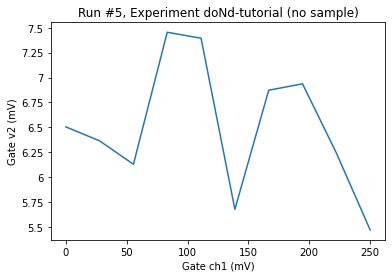 Run #5, Experiment doNd-tutorial (no sample)
7.5
7.25
7
6.75
6.5
6.25
6
5.75
5.5
Gate v2 (mV)
0 50 100 150 200 250
Gate ch1 (mV)